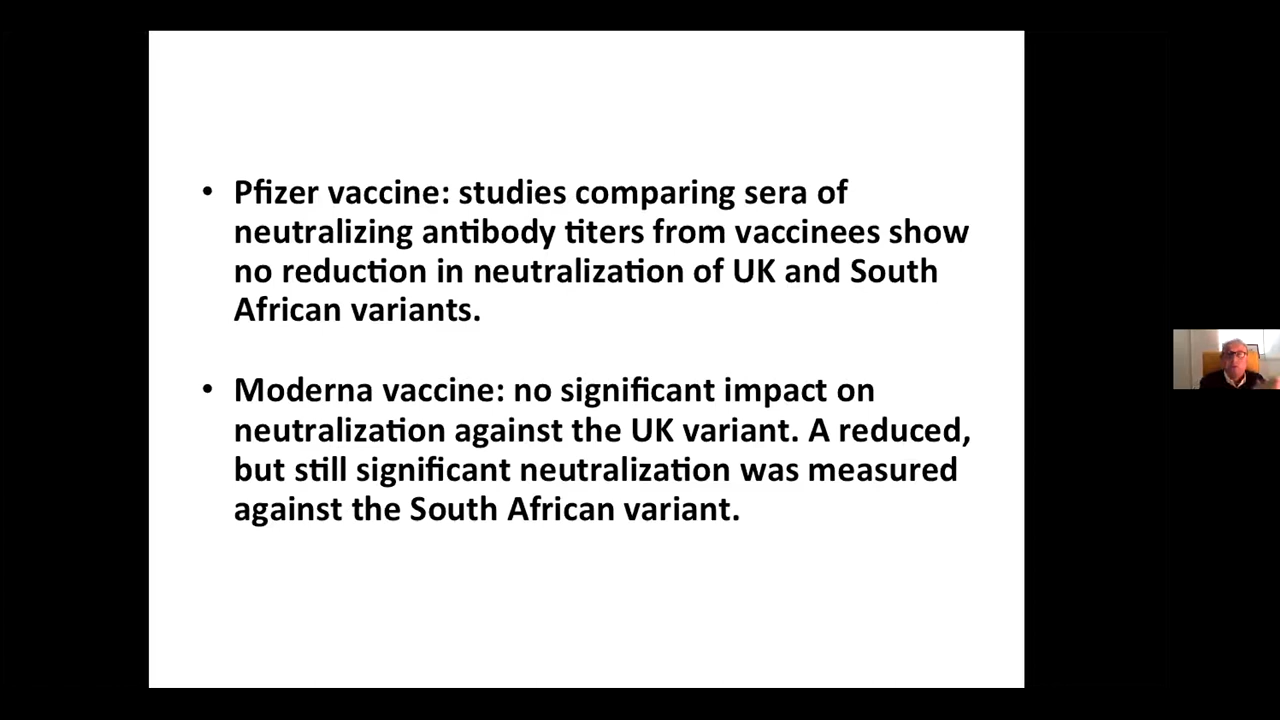 • Pfizer vaccine: studies comparing sera of
neutralizing antibody titers from vaccinees show
no reduction in neutralization of UK and South
African variants.
• Moderna vaccine: no significant impact on
neutralization against the UK variant. A reduced,
but still significant neutralization was measured
against the South African variant.